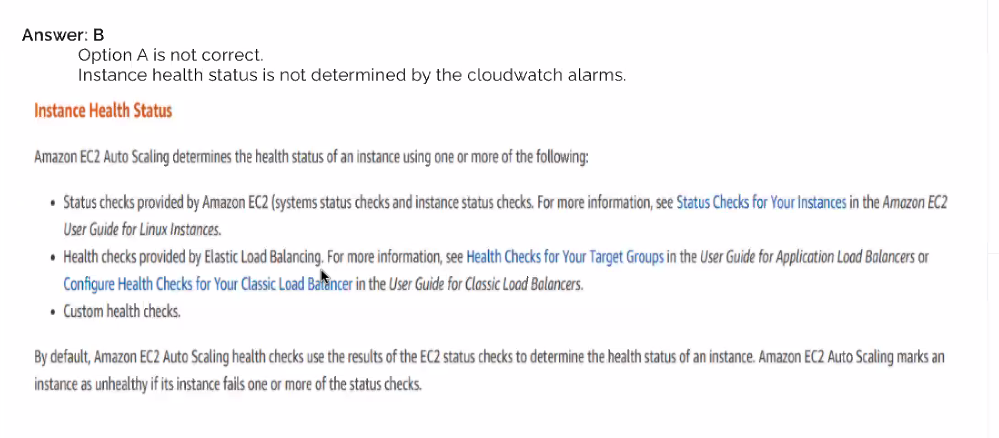 Answer: B
Option A is not correct.
Instance health status is not determined by the cloudwatch alarms.
Instance Health Status
Amazon EC2 Auto Scaling determines the health status of an instance using one or more of the following:
• Status checks provided by Amazon EC2 (systems status checks and instance status checks. For more information, see Status Checks for Your Instances in the Amazon EC2
User Guide for Linux Instances.
• Health checks provided by Elastic Load Balancing. For more information, see Health Checks for Your Target Groups in the User Guide for Application Load Balancers or
Configure Health Checks for Your Classic Load Balancer in the User Guide for Classic Load Balancers.
• Custom health checks.
By default, Amazon EC2 Auto Scaling health checks use the results of the EC2 status checks to determine the health status of an instance. Amazon EC2 Auto Scaling marks an
instance as unhealthy if its instance fails one or more of the status checks.